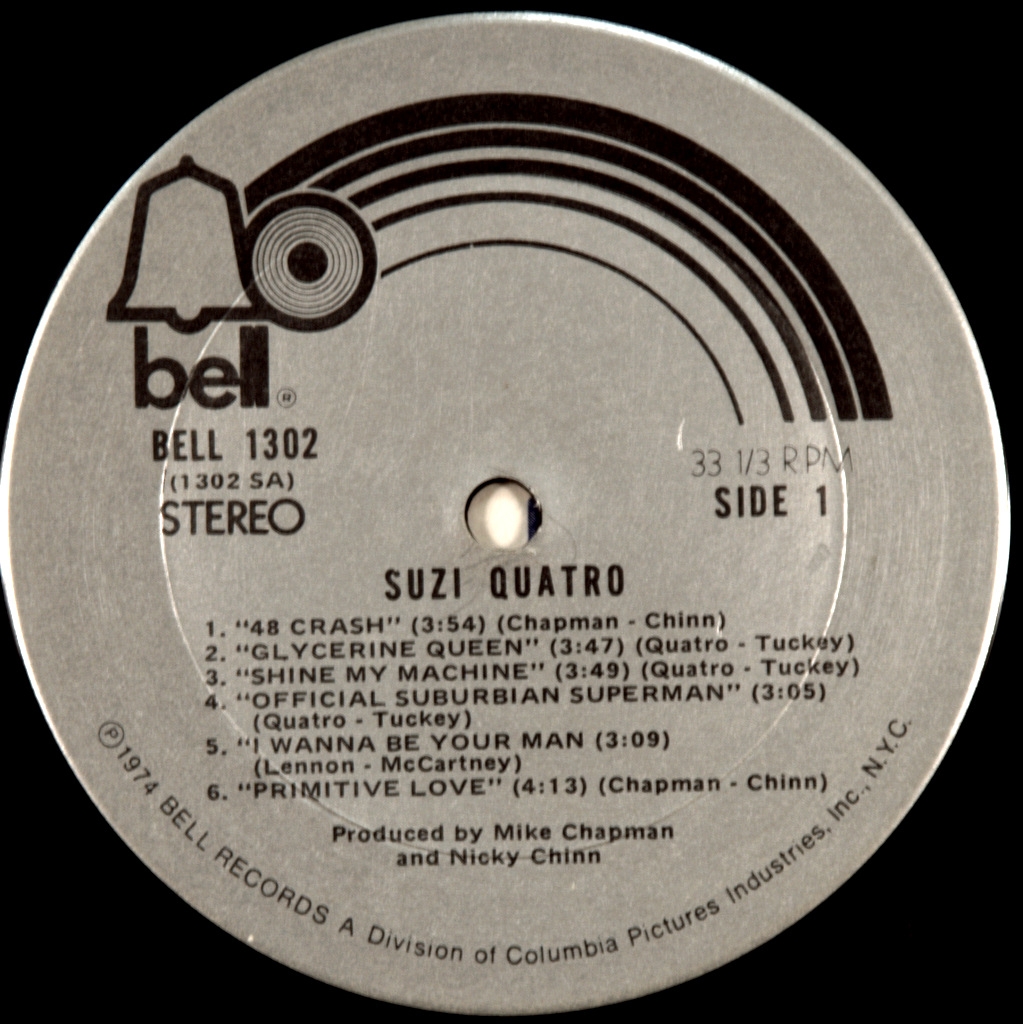 bell®
BELL 1302
(1302 SA)
STEREO
33 1/3 RPM
SIDE 1
SUZI QUATRO
1. "48 CRASH" (3:54) (Chapman - Chinn)
2. "GLYCERINE QUEEN" (3:47) (Quatro - Tuckey)
3. "SHINE MY MACHINE" (3:49) (Quatro - Tuckey)
4. "OFFICIAL SUBURBIAN SUPERMAN" (3:05)
(Quatro - Tuckey)
5. "I WANNA BE YOUR MAN (3:09)
(Lennon - McCartney)
6. "PRIMITIVE LOVE" (4:13) (Chapman - Chinn)
Produced by Mike Chapman
and Nicky Chinn
℗1974 BELL RECORDS A Division of Columbia Pictures Industries, Inc., N.Y.C.